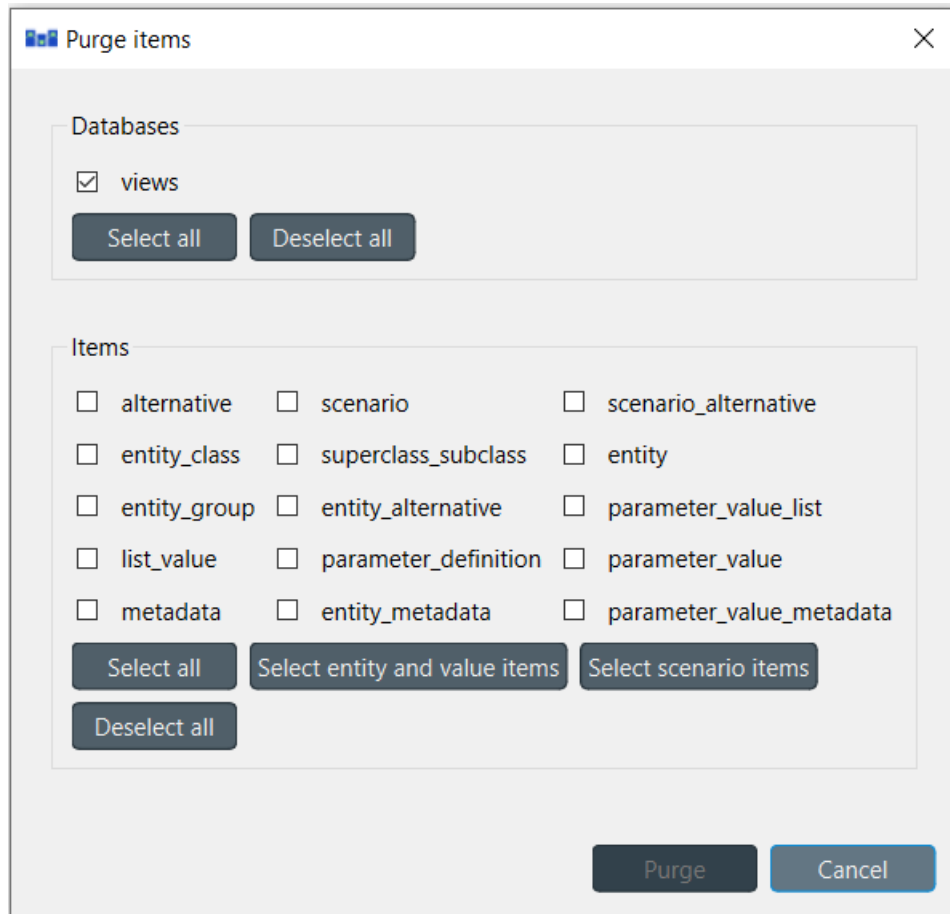 Purge items
Databases
views
Select all Deselect all
Items
alternative scenario scenario_alternative
entity_class superclass_subclass entity
entity_group entity_alternative parameter_value_list
list_value parameter_definition parameter_value
metadata entity_metadata parameter_value_metadata
Select all Select entity and value items Select scenario items
Deselect all
Purge Cancel